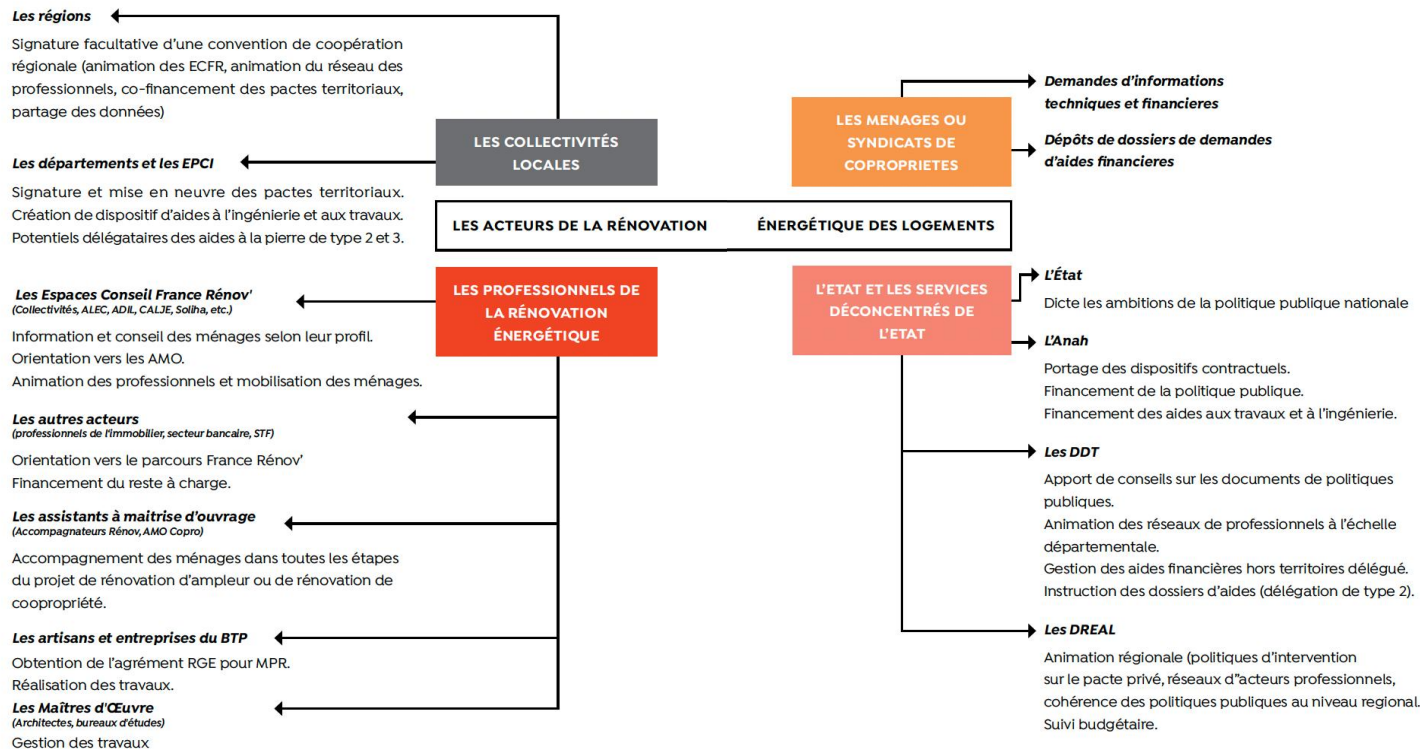 Les régions
Signature facultative d'une convention de coopération
régionale (animation des ECFR, animation du réseau des
professionnels, co-financement des pactes territoriaux,
partage des données)
LES COLLECTIVITÉS
LOCALES
Les départements et les EPCI
Signature et mise en neuvre des pactes territoriaux.
Création de dispositif d'aides à l'ingénierie et aux travaux.
Potentiels délégataires des aides à la pierre de type 2 et 3.
LES MENAGES OU
SYNDICATS DE
COPROPRIETES
Demandes d'informations
techniques et financieres
Dépôts de dossiers de demandes
d'aides financieres
LES ACTEURS DE LA RÉNOVATION ÉNERGÉTIQUE DES LOGEMENTS
LES PROFESSIONNELS DE
LA RÉNOVATION
ÉNERGÉTIQUE
Les Espaces Conseil France Rénov'
(Collectivités, ALEC, ADIL, CALJE, Soliha, etc.)
Information et conseil des ménages selon leur profil.
Orientation vers les AMO.
Animation des professionnels et mobilisation des ménages.
Les autres acteurs
(professionnels de l'immobilier, secteur bancaire, STF)
Orientation vers le parcours France Rénov'
Financement du reste à charge.
Les assistants à maitrise d'ouvrage
(Accompagnateurs Rénov, AMO Copro)
Accompagnement des ménages dans toutes les étapes
du projet de rénovation d'ampleur ou de rénovation de
coopropriété.
Les artisans et entreprises du BTP
Obtention de l'agrément RGE pour MPR.
Réalisation des travaux.
Les Maîtres d'Œuvre
(Architectes, bureaux d'études)
Gestion des travaux
L'ETAT ET LES SERVICES
DÉCONCENTRÉS DE
L'ETAT
L'État
Dicte les ambitions de la politique publique nationale
L'Anah
Portage des dispositifs contractuels.
Financement de la politique publique.
Financement des aides aux travaux et à l'ingénierie.
Les DDT
Apport de conseils sur les documents de politiques
publiques.
Animation des réseaux de professionnels à l'échelle
départementale.
Gestion des aides financières hors territoires délégué.
Instruction des dossiers d'aides (délégation de type 2).
Les DREAL
Animation régionale (politiques d'intervention
sur le pacte privé, réseaux d"acteurs professionnels,
cohérence des politiques publiques au niveau regional.
Suivi budgétaire.